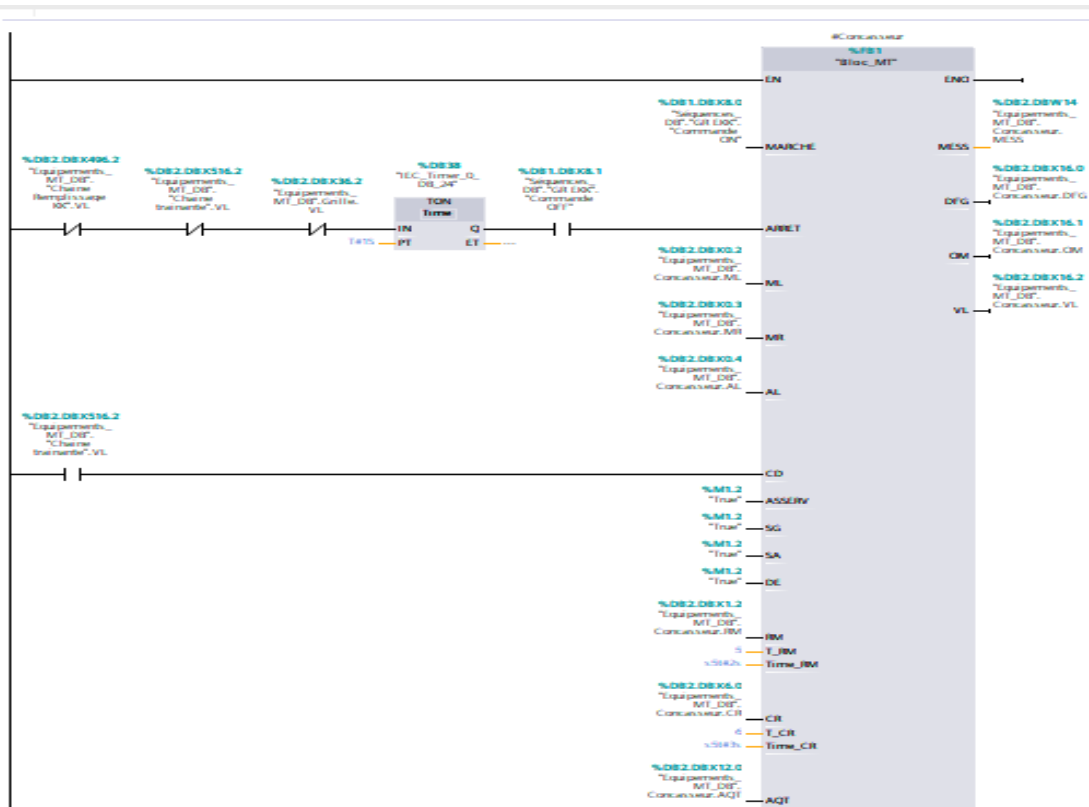 #Concasseur
%FB1
"Bloc_MT"
EN
ENO
%DB1.DBX8.0
"Séquences_
DB"."GR EXK".
"Commande
ON"
MARCHE
%DB2.DBW14
"Equipements_
MT_DB".
Concasseur.
MESS
MESS
%DB2.DBX496.2
"Equipements_
MT_DB".
"Chaine
Remplissage
KK".VL
%DB2.DBX516.2
"Equipements_
MT_DB".
"Chaine
trainante".VL
%DB2.DBX36.2
"Equipements_
MT_DB".Grille.
VL
%DB38
"IEC_Timer_0_
DB_24"
TON
Time
IN
Q
T#1S
PT
ET
...
%DB1.DBX8.1
"Séquences_
DB"."GR EXK".
"Commande
OFF"
ARRET
%DB2.DBX16.0
"Equipements_
MT_DB".
Concasseur.DFG
DFG
%DB2.DBX16.1
"Equipements_
MT_DB".
Concasseur.OM
OM
%DB2.DBX16.2
"Equipements_
MT_DB".
Concasseur.VL
VL
%DB2.DBX0.2
"Equipements_
MT_DB".
Concasseur.ML
ML
%DB2.DBX0.3
"Equipements_
MT_DB".
Concasseur.MR
MR
%DB2.DBX0.4
"Equipements_
MT_DB".
Concasseur.AL
AL
%DB2.DBX516.2
"Equipements_
MT_DB".
"Chaine
trainante".VL
CD
%M1.2
"True"
ASSERV
%M1.2
"True"
SG
%M1.2
"True"
SA
%M1.2
"True"
DE
%DB2.DBX1.2
"Equipements_
MT_DB".
Concasseur.RM
RM
5
T_RM
s5t#2s
Time_RM
%DB2.DBX6.0
"Equipements_
MT_DB".
Concasseur.CR
CR
6
T_CR
s5t#3s
Time_CR
%DB2.DBX12.0
"Equipements_
MT_DB".
Concasseur.AQT
AQT